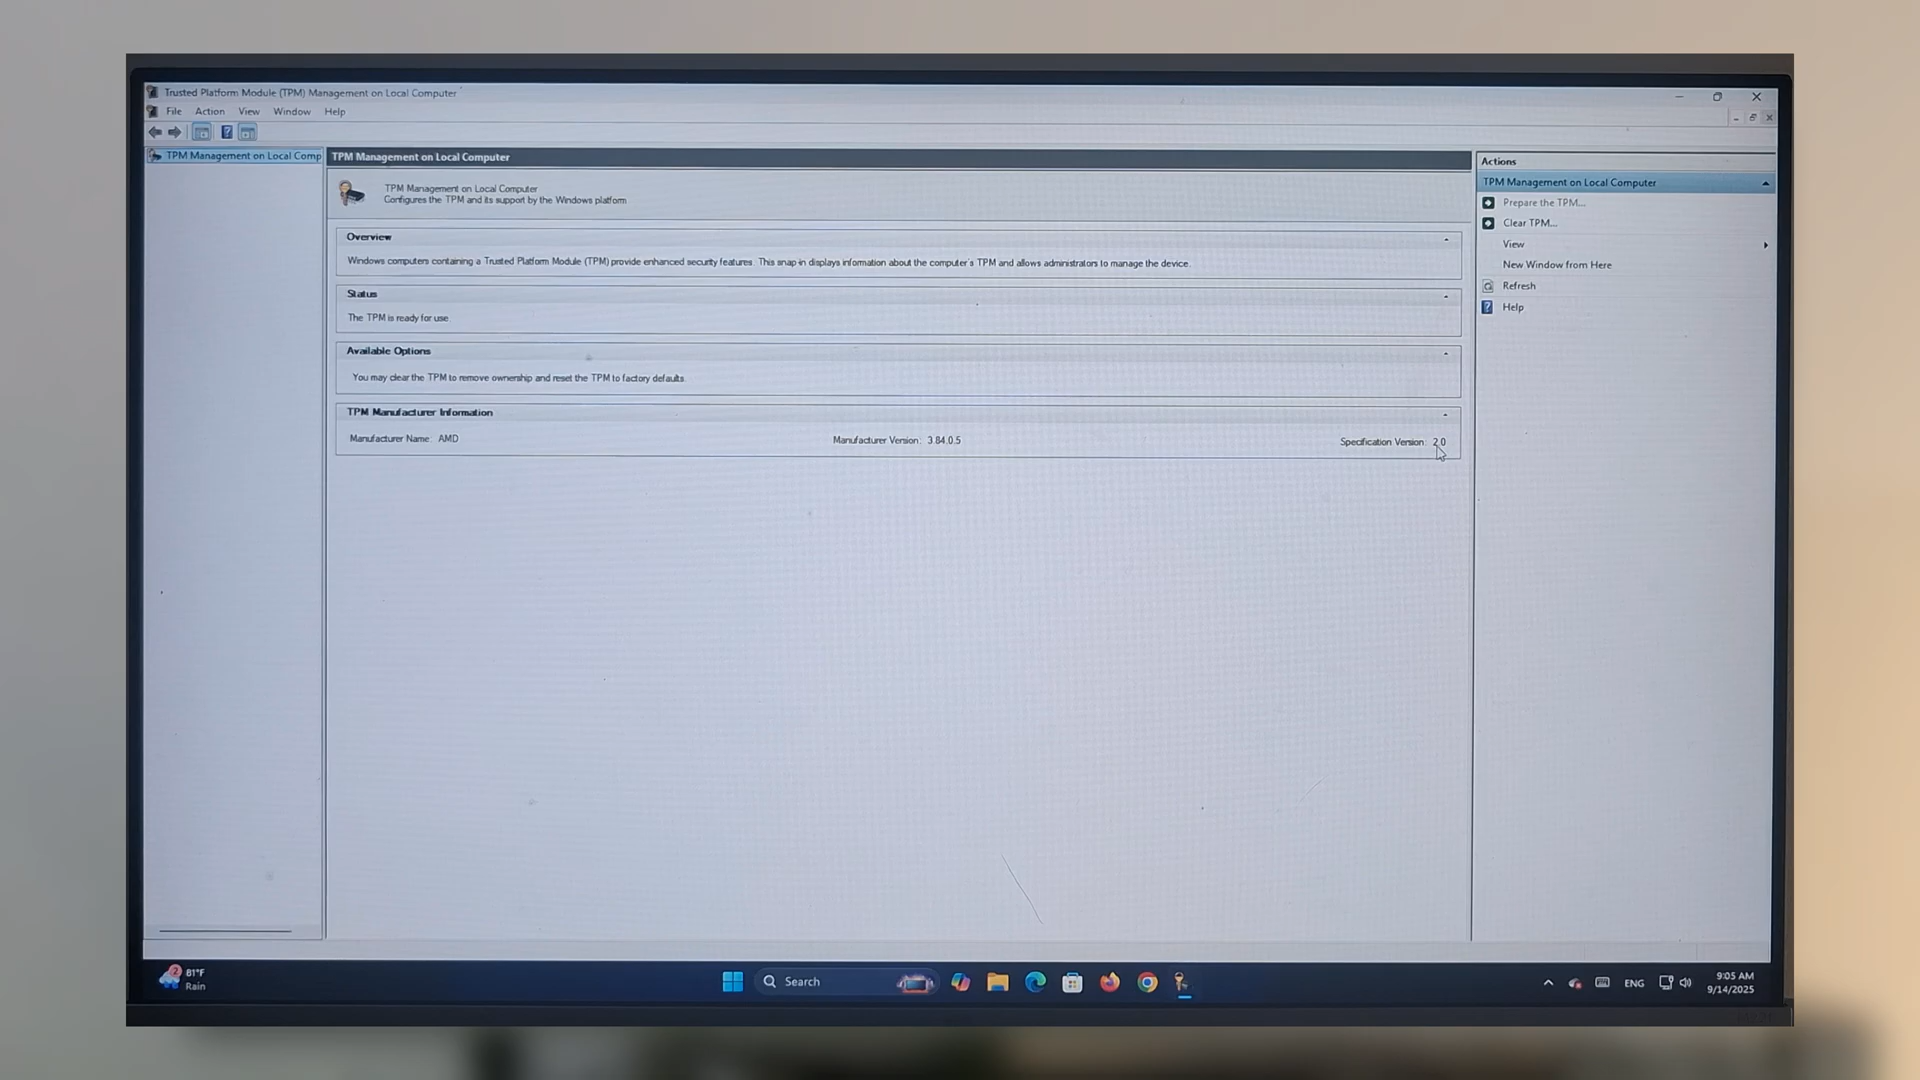 Trusted Platform Module (TPM) Management on Local Computer
File Action View Window Help
TPM Management on Local Comp
TPM Management on Local Computer
TPM Management on Local Computer
Configures the TPM and its support by the Windows platform
Overview
Windows computers containing a Trusted Platform Module (TPM) provide enhanced security features. This snap-in displays information about the computer's TPM and allows administrators to manage the device.
Status
The TPM is ready for use.
Available Options
You may clear the TPM to remove ownership and reset the TPM to factory defaults.
TPM Manufacturer Information
Manufacturer Name: AMD
Manufacturer Version: 3.84.0.5
Specification Version: 2.0
Actions
TPM Management on Local Computer
Prepare the TPM...
Clear TPM...
View
New Window from Here
Refresh
Help
2
81°F
Rain
Search
ENG
9:05 AM
9/14/2025